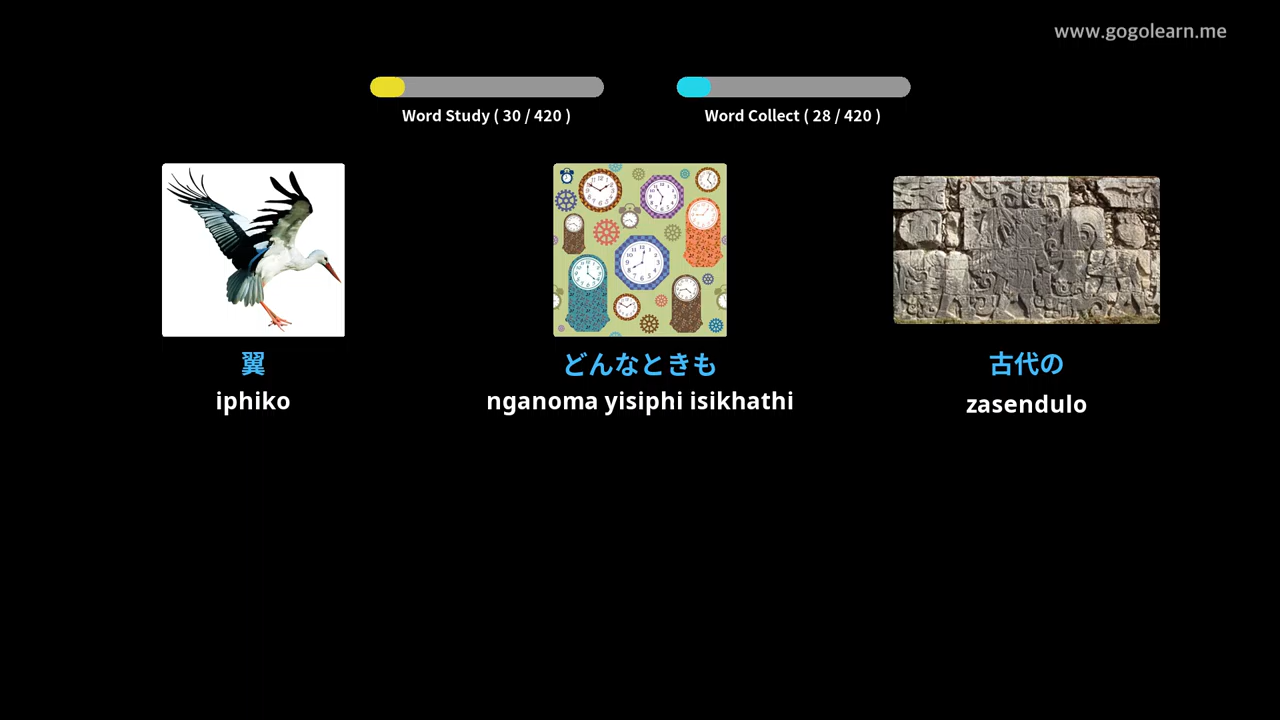 www.gogolearn.me
Word Study ( 30 / 420 )
Word Collect ( 28 / 420 )
翼
iphiko
どんなときも
nganoma yisiphi isikhathi
古代の
zasendulo